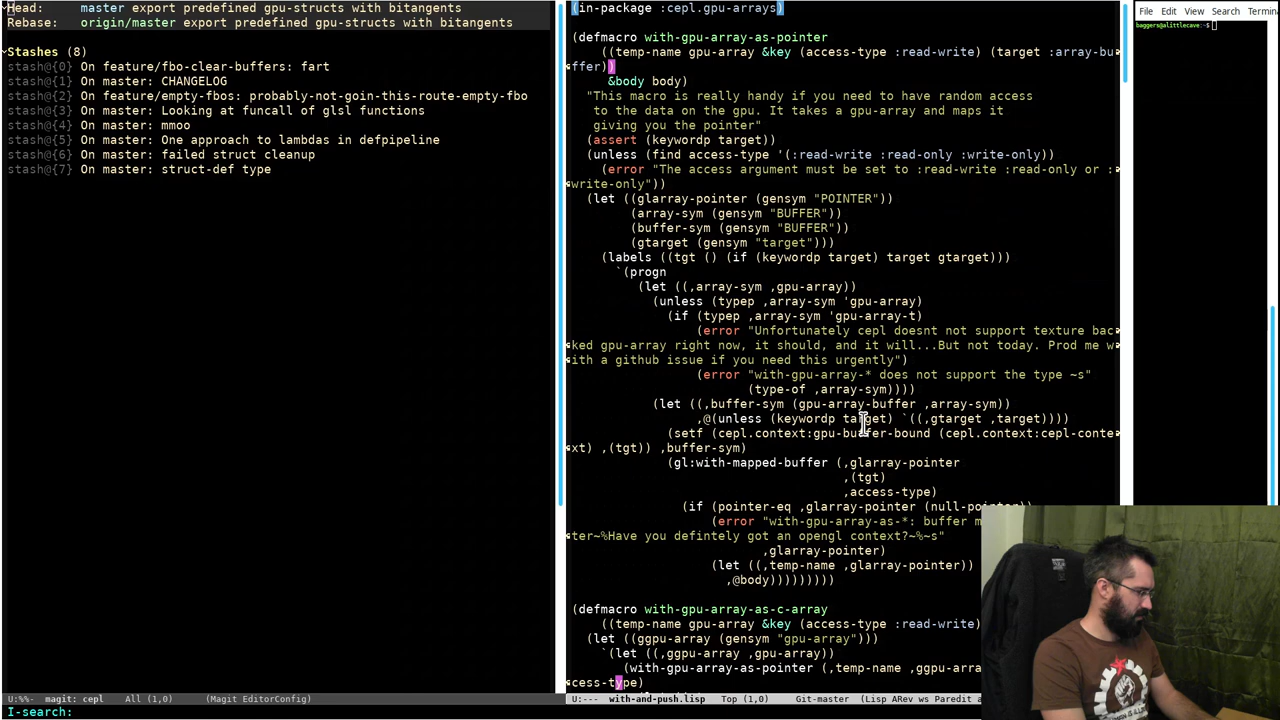 Head:     master export predefined gpu-structs with bitangents
Rebase:   origin/master export predefined gpu-structs with bitangents
Stashes (8)
stash@{0} On feature/fbo-clear-buffers: fart
stash@{1} On master: CHANGELOG
stash@{2} On feature/empty-fbos: probably-not-goin-this-route-empty-fbo
stash@{3} On master: Looking at funcall of glsl functions
stash@{4} On master: mmoo
stash@{5} On master: One approach to lambdas in defpipeline
stash@{6} On master: failed struct cleanup
stash@{7} On master: struct-def type
U:%%-  magit: cepl    All (1,0)     (Magit EditorConfig)
I-search:
(in-package :cepl.gpu-arrays)
(defmacro with-gpu-array-as-pointer
    ((temp-name gpu-array &key (access-type :read-write) (target :array-bu
ffer))
     &body body)
  "This macro is really handy if you need to have random access
   to the data on the gpu. It takes a gpu-array and maps it
   giving you the pointer"
  (assert (keywordp target))
  (unless (find access-type '(:read-write :read-only :write-only))
    (error "The access argument must be set to :read-write :read-only or :
write-only"))
  (let ((glarray-pointer (gensym "POINTER"))
        (array-sym (gensym "BUFFER"))
        (buffer-sym (gensym "BUFFER"))
        (gtarget (gensym "target")))
    (labels ((tgt () (if (keywordp target) target gtarget)))
      `(progn
         (let ((,array-sym ,gpu-array))
           (unless (typep ,array-sym 'gpu-array)
             (if (typep ,array-sym 'gpu-array-t)
                 (error "Unfortunately cepl doesnt not support texture bac
ked gpu-array right now, it should, and it will...But not today. Prod me w
ith a github issue if you need this urgently")
                 (error "with-gpu-array-* does not support the type ~s"
                        (type-of ,array-sym))))
           (let ((,buffer-sym (gpu-array-buffer ,array-sym))
                 ,@(unless (keywordp target) `((,gtarget ,target))))
             (setf (cepl.context:gpu-buffer-bound (cepl.context:cepl-conte
xt) ,(tgt)) ,buffer-sym)
             (gl:with-mapped-buffer (,glarray-pointer
                                     ,(tgt)
                                     ,access-type)
               (if (pointer-eq ,glarray-pointer (null-pointer))
                   (error "with-gpu-array-as-*: buffer m
ter~%Have you defintely got an opengl context?~%~s"
                          ,glarray-pointer)
                   (let ((,temp-name ,glarray-pointer))
                     ,@body)))))))))
(defmacro with-gpu-array-as-c-array
    ((temp-name gpu-array &key (access-type :read-write)
  (let ((ggpu-array (gensym "gpu-array")))
    `(let ((,ggpu-array ,gpu-array))
       (with-gpu-array-as-pointer (,temp-name ,ggpu-arra
cess-type)
U:---  with-and-push.lisp   Top (1,0)    Git-master    (Lisp ARev ws Paredit a
File Edit View Search Termin
baggers@alittlecave:~$